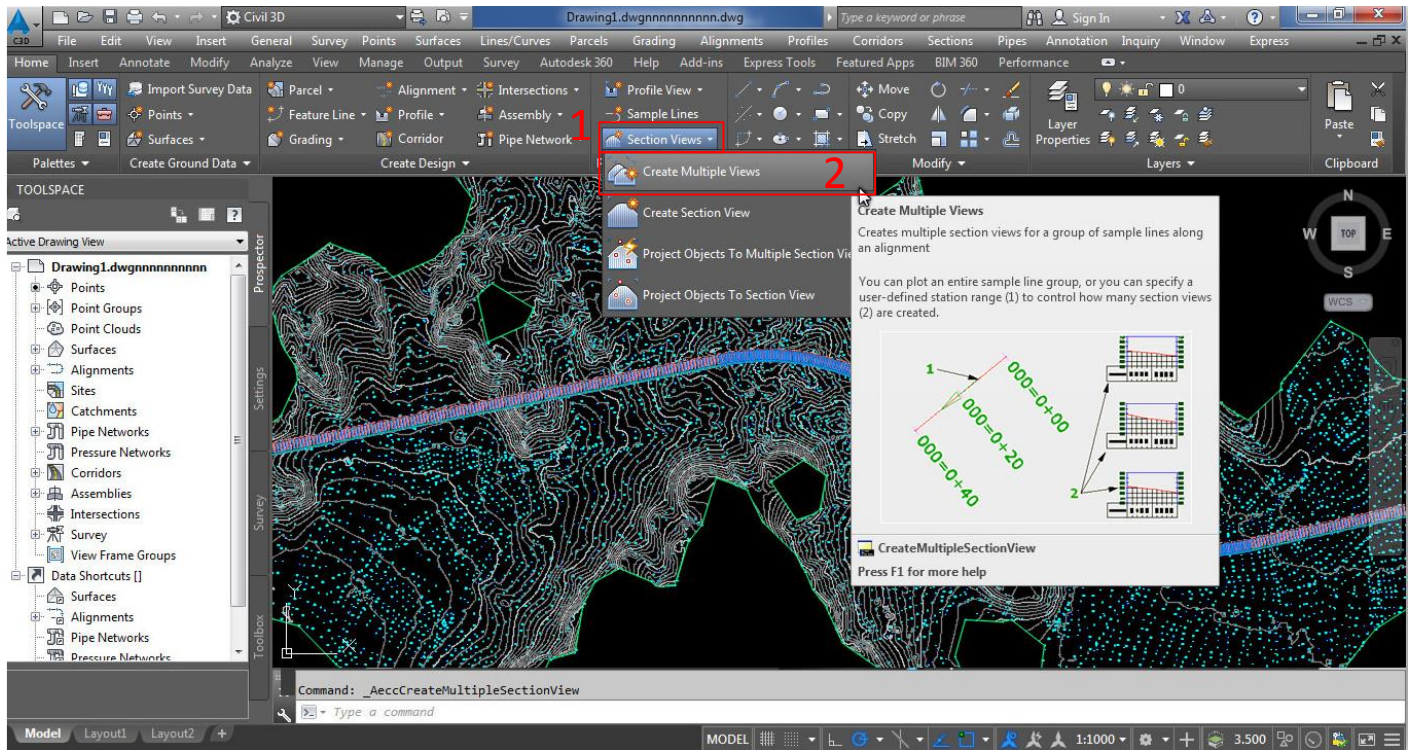 Civil 3D
Drawing1.dwgnnnnnnnnnn.dwg
Type a keyword or phrase
Sign In
C3D
File Edit View Insert General Survey Points Surfaces Lines/Curves Parcels Grading Alignments Profiles Corridors Sections Pipes Annotation Inquiry Window Express
Home Insert Annotate Modify Analyze View Manage Output Survey Autodesk 360 Help Add-ins Express Tools Featured Apps BIM 360 Performance
Import Survey Data Parcel Alignment Intersections Profile View Move 0
Points Feature Line Profile Assembly Sample Lines Copy
Toolspace Surfaces Grading Corridor Pipe Network 1 Section Views Stretch Layer Properties Paste
Palettes Create Ground Data Create Design Modify Layers Clipboard
Create Multiple Views 2
Create Section View
Project Objects To Multiple Section Vie
Project Objects To Section View
Create Multiple Views
Creates multiple section views for a group of sample lines along
an alignment
You can plot an entire sample line group, or you can specify a
user-defined station range (1) to control how many section views
(2) are created.
1
000=0+00
000=0+20
000=0+40
2
CreateMultipleSectionView
Press F1 for more help
N
W TOP E
S
WCS
TOOLSPACE
Active Drawing View
Drawing1.dwgnnnnnnnnnn
Points
Point Groups
Point Clouds
Surfaces
Alignments
Sites
Catchments
Pipe Networks
Pressure Networks
Corridors
Assemblies
Intersections
Survey
View Frame Groups
Data Shortcuts []
Surfaces
Alignments
Pipe Networks
Pressure Networks
Prospector
Settings
Survey
Toolbox
Y
X
Command: _AeccCreateMultipleSectionView
Type a command
Model Layout1 Layout2 +
MODEL 1:1000 3.500